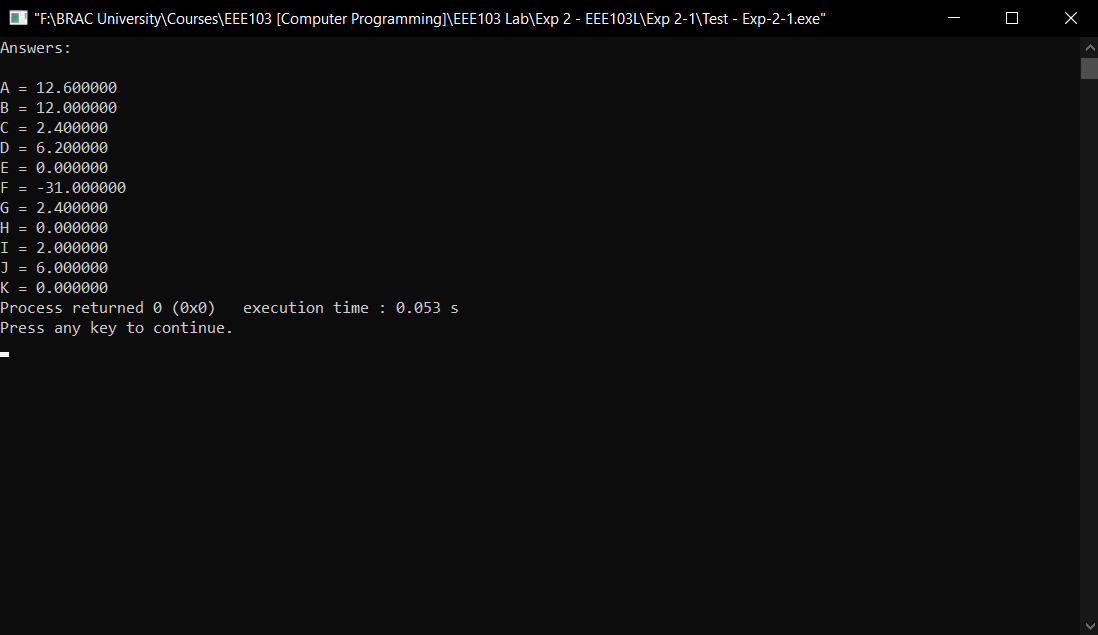 "F:\BRAC University\Courses\EEE103 [Computer Programming]\EEE103 Lab\Exp 2 - EEE103L\Exp 2-1\Test - Exp-2-1.exe"
Answers:
A = 12.600000
B = 12.000000
C = 2.400000
D = 6.200000
E = 0.000000
F = -31.000000
G = 2.400000
H = 0.000000
I = 2.000000
J = 6.000000
K = 0.000000
Process returned 0 (0x0)   execution time : 0.053 s
Press any key to continue.